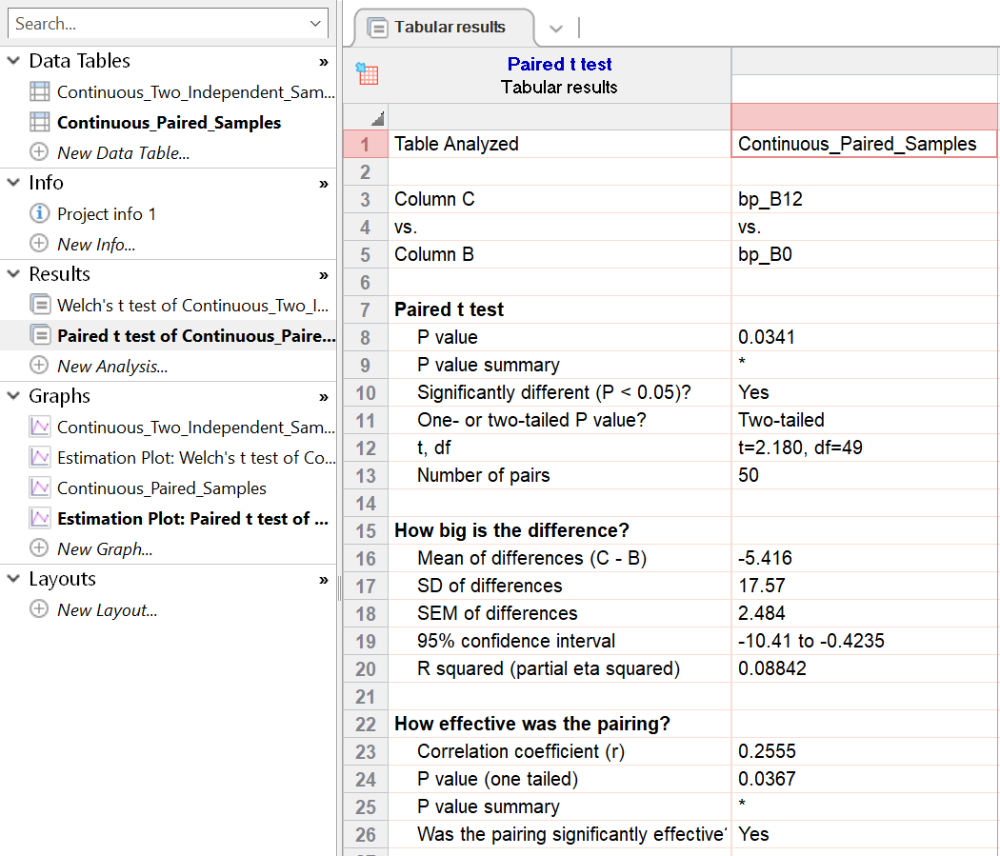 Search...
Data Tables »
Continuous_Two_Independent_Sam...
Continuous_Paired_Samples
New Data Table...
Info »
Project info 1
New Info...
Results »
Welch's t test of Continuous_Two_I...
Paired t test of Continuous_Paire...
New Analysis...
Graphs »
Continuous_Two_Independent_Sam...
Estimation Plot: Welch's t test of Co...
Continuous_Paired_Samples
Estimation Plot: Paired t test of ...
New Graph...
Layouts »
New Layout...
Tabular results
Paired t test
Tabular results
1 Table Analyzed Continuous_Paired_Samples
2
3 Column C bp_B12
4 vs. vs.
5 Column B bp_B0
6
7 Paired t test
8 P value 0.0341
9 P value summary *
10 Significantly different (P < 0.05)? Yes
11 One- or two-tailed P value? Two-tailed
12 t, df t=2.180, df=49
13 Number of pairs 50
14
15 How big is the difference?
16 Mean of differences (C - B) -5.416
17 SD of differences 17.57
18 SEM of differences 2.484
19 95% confidence interval -10.41 to -0.4235
20 R squared (partial eta squared) 0.08842
21
22 How effective was the pairing?
23 Correlation coefficient (r) 0.2555
24 P value (one tailed) 0.0367
25 P value summary *
26 Was the pairing significantly effective? Yes